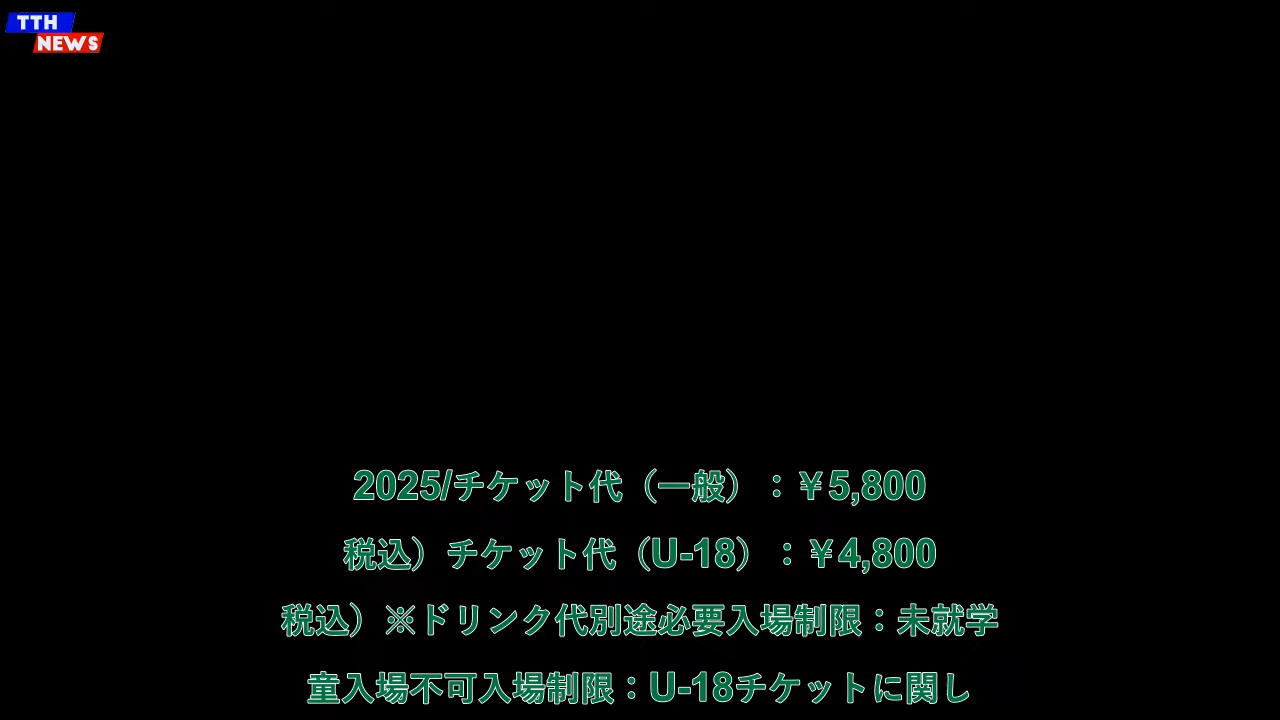 TTH
NEWS
2025/チケット代（一般）：￥5,800
税込）チケット代（U-18）：￥4,800
税込）※ドリンク代別途必要入場制限：未就学
童入場不可入場制限：U-18チケットに関し